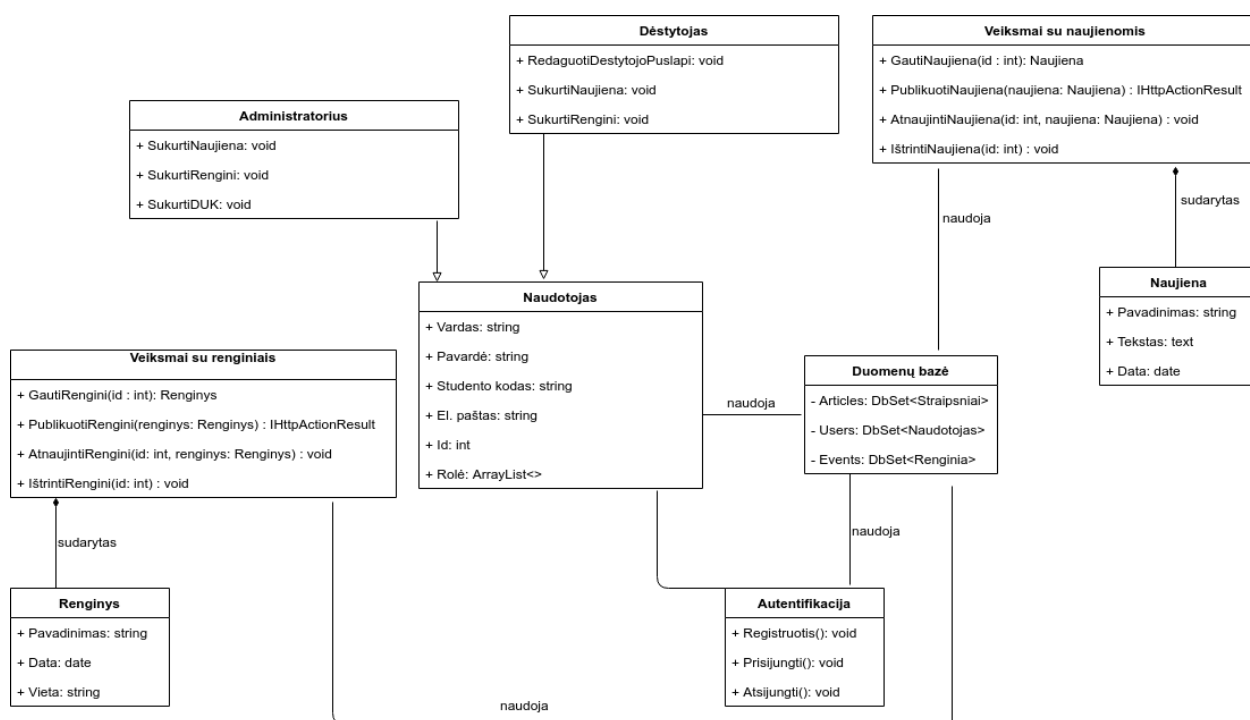 Dėstytojas
+ RedaguotiDestytojoPuslapi: void
+ SukurtiNaujiena: void
+ SukurtiRengini: void
Veiksmai su naujienomis
+ GautiNaujiena(id : int): Naujiena
+ PublikuotiNaujiena(naujiena: Naujiena) : IHttpActionResult
+ AtnaujintiNaujiena(id: int, naujiena: Naujiena) : void
+ IštrintiNaujiena(id: int) : void
Administratorius
+ SukurtiNaujiena: void
+ SukurtiRengini: void
+ SukurtiDUK: void
sudarytas
naudoja
Naudotojas
+ Vardas: string
+ Pavardė: string
+ Studento kodas: string
+ El. paštas: string
+ Id: int
+ Rolė: ArrayList<>
Naujiena
+ Pavadinimas: string
+ Tekstas: text
+ Data: date
Veiksmai su renginiais
+ GautiRengini(id : int): Renginys
+ PublikuotiRengini(renginys: Renginys) : IHttpActionResult
+ AtnaujintiRengini(id: int, renginys: Renginys) : void
+ IštrintiRengini(id: int) : void
naudoja
Duomenų bazė
- Articles: DbSet<Straipsniai>
- Users: DbSet<Naudotojas>
- Events: DbSet<Renginia>
sudarytas
naudoja
Renginys
+ Pavadinimas: string
+ Data: date
+ Vieta: string
Autentifikacija
+ Registruotis(): void
+ Prisijungti(): void
+ Atsijungti(): void
naudoja